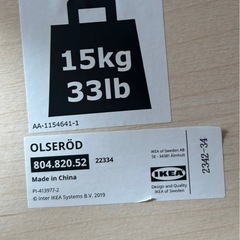 15kg
33lb
AA-1154641-1
OLSERÖD
804.820.52 22334
Made in China
PI-413977-2
© Inter IKEA Systems B.V. 2019
IKEA of Sweden AB
SE - 34381 Älmhult
IKEA
Design and Quality
IKEA of Sweden
2342-34